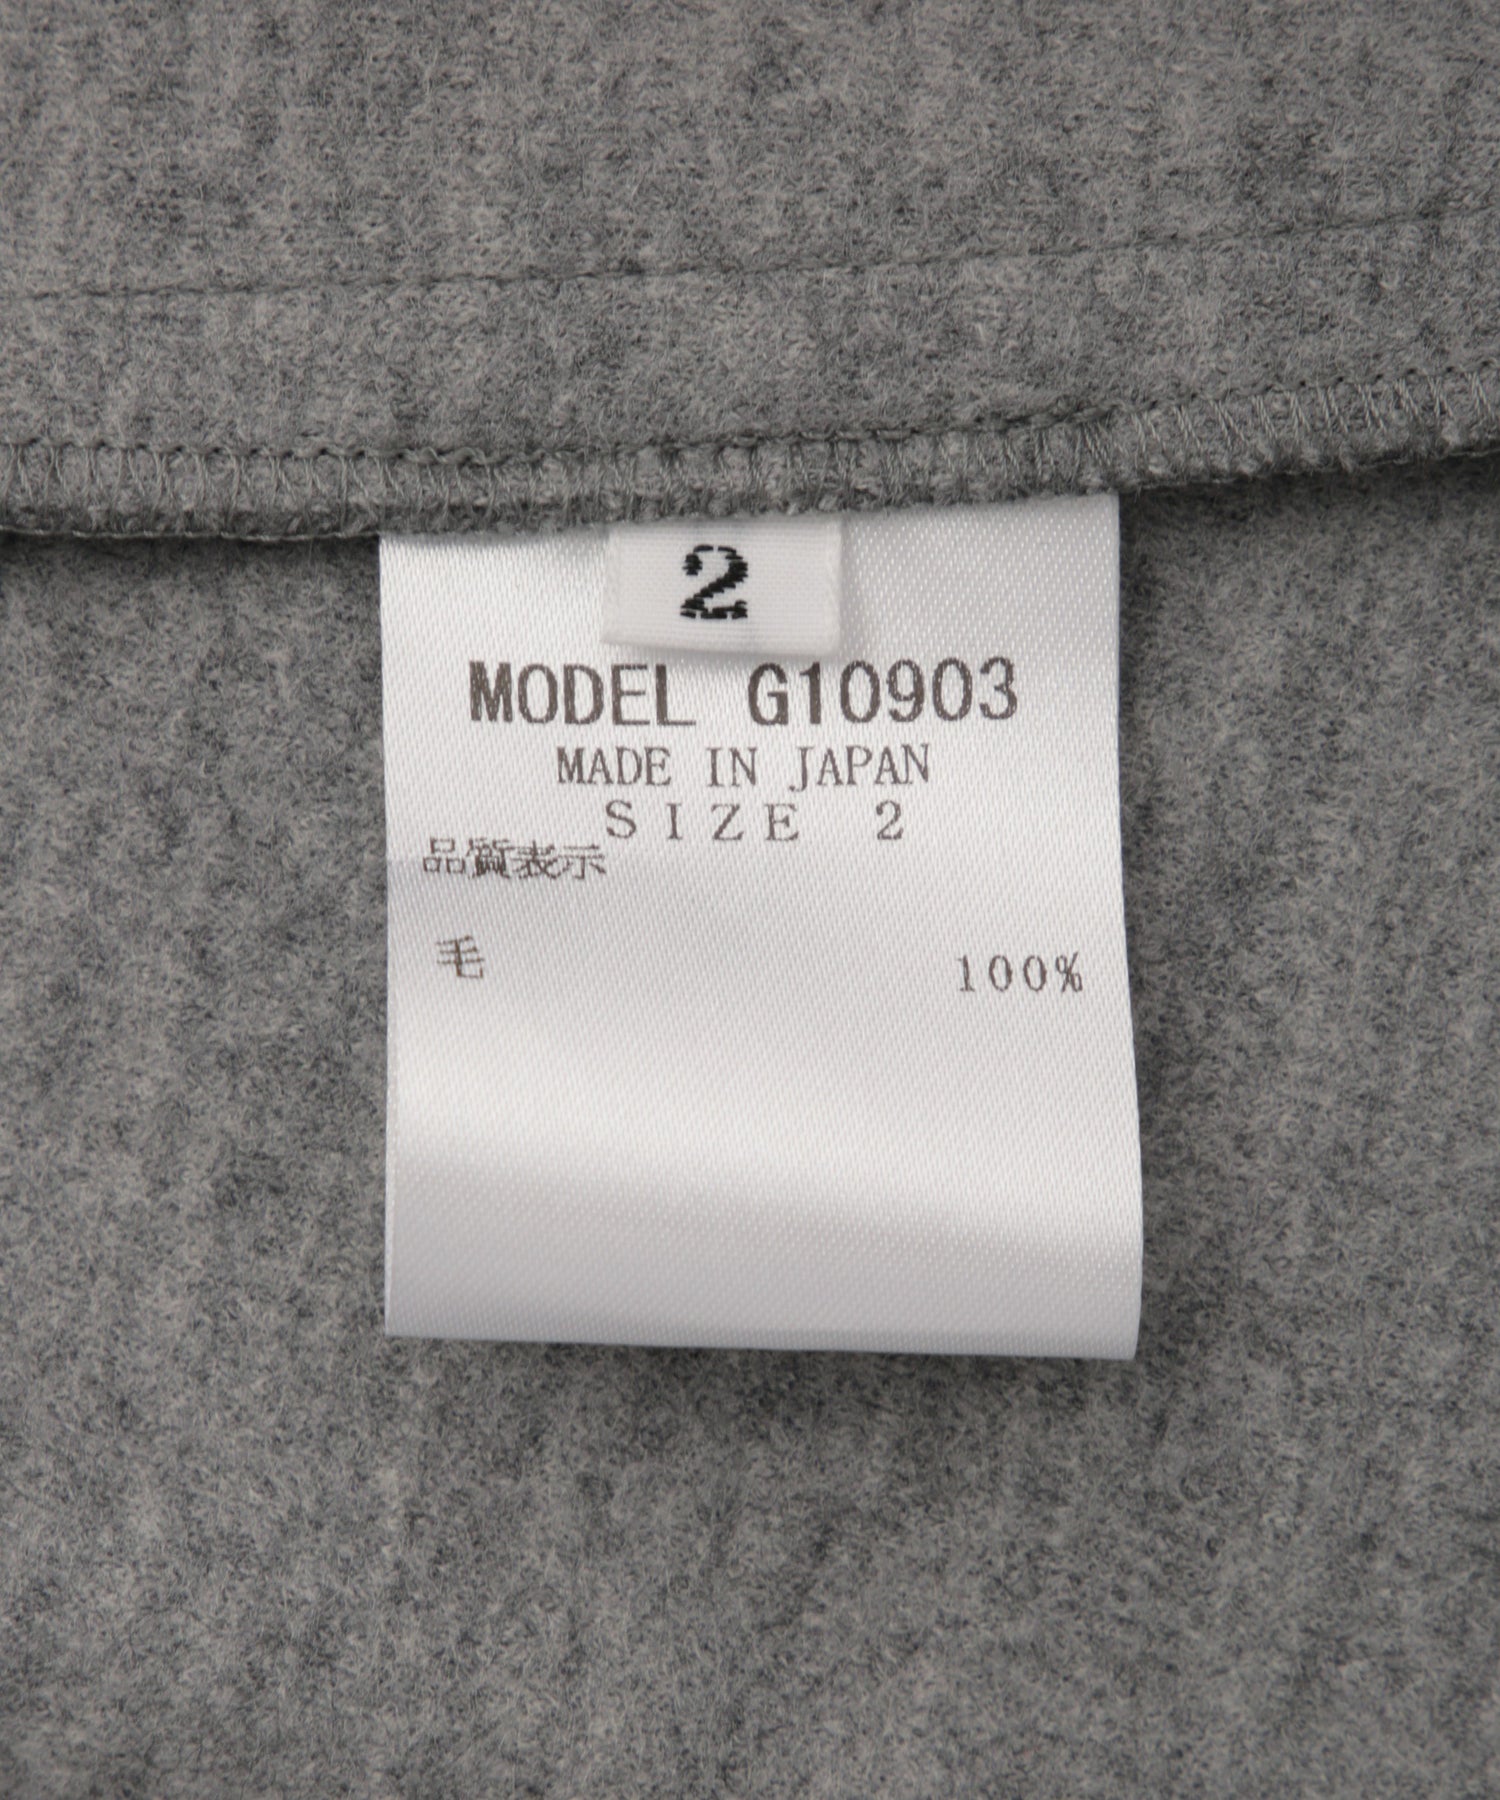 2
MODEL G10903
MADE IN JAPAN
SIZE 2
品質表示
毛 100%